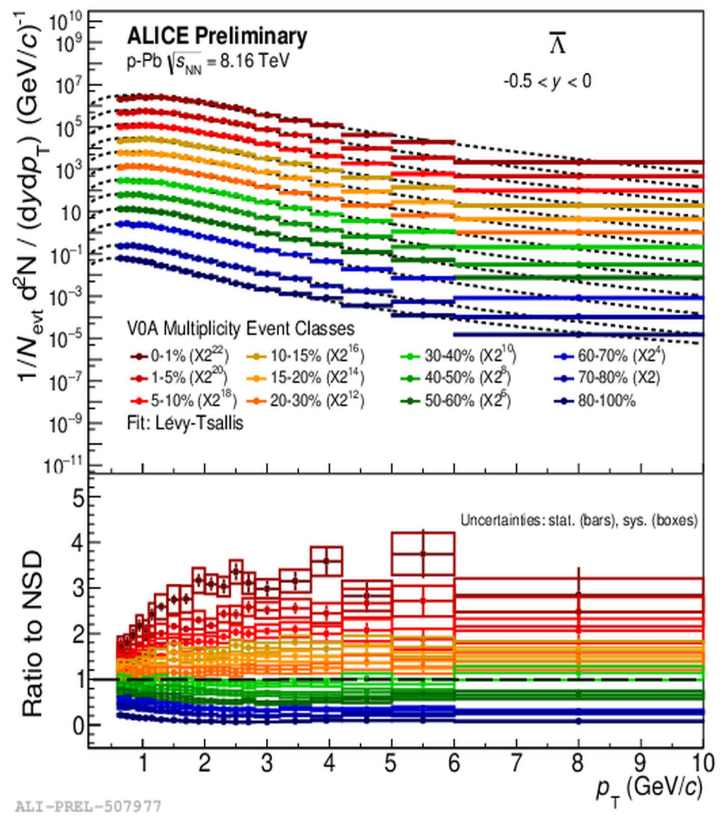 ALICE Preliminary
p-Pb √sNN = 8.16 TeV
Λ̅
-0.5 < y < 0
1/Nevt d²N / (dydpT) (GeV/c)⁻¹
10¹⁰
10⁹
10⁷
10⁵
10³
10
10⁻¹
10⁻³
10⁻⁵
10⁻⁷
10⁻⁹
10⁻¹¹
V0A Multiplicity Event Classes
0-1% (X2²²) 10-15% (X2¹⁶) 30-40% (X2¹⁰) 60-70% (X2⁴)
1-5% (X2²⁰) 15-20% (X2¹⁴) 40-50% (X2⁸) 70-80% (X2)
5-10% (X2¹⁸) 20-30% (X2¹²) 50-60% (X2⁶) 80-100%
Fit: Lévy-Tsallis
Uncertainties: stat. (bars), sys. (boxes)
Ratio to NSD
5
4
3
2
1
0
1 2 3 4 5 6 7 8 9 10
pT (GeV/c)
ALI-PREL-507977